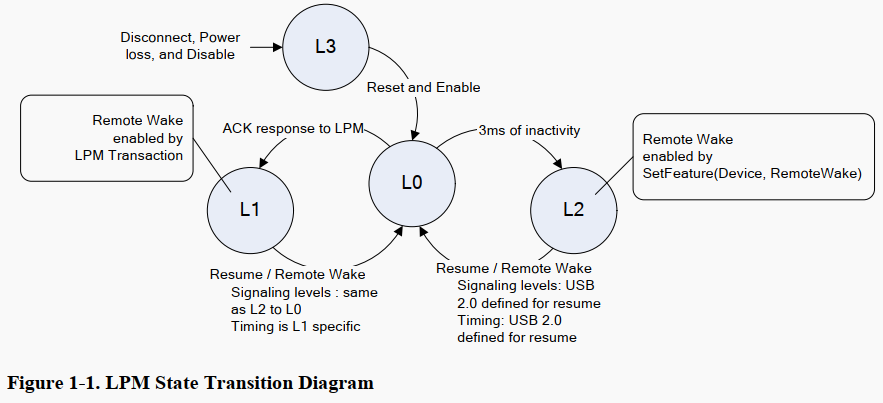 Disconnect, Power
loss, and Disable
L3
Reset and Enable
Remote Wake
enabled by
LPM Transaction
ACK response to LPM
3ms of inactivity
Remote Wake
enabled by
SetFeature(Device, RemoteWake)
L1
L0
L2
Resume / Remote Wake
Signaling levels : same
as L2 to L0
Timing is L1 specific
Resume / Remote Wake
Signaling levels: USB
2.0 defined for resume
Timing: USB 2.0
defined for resume
Figure 1-1. LPM State Transition Diagram